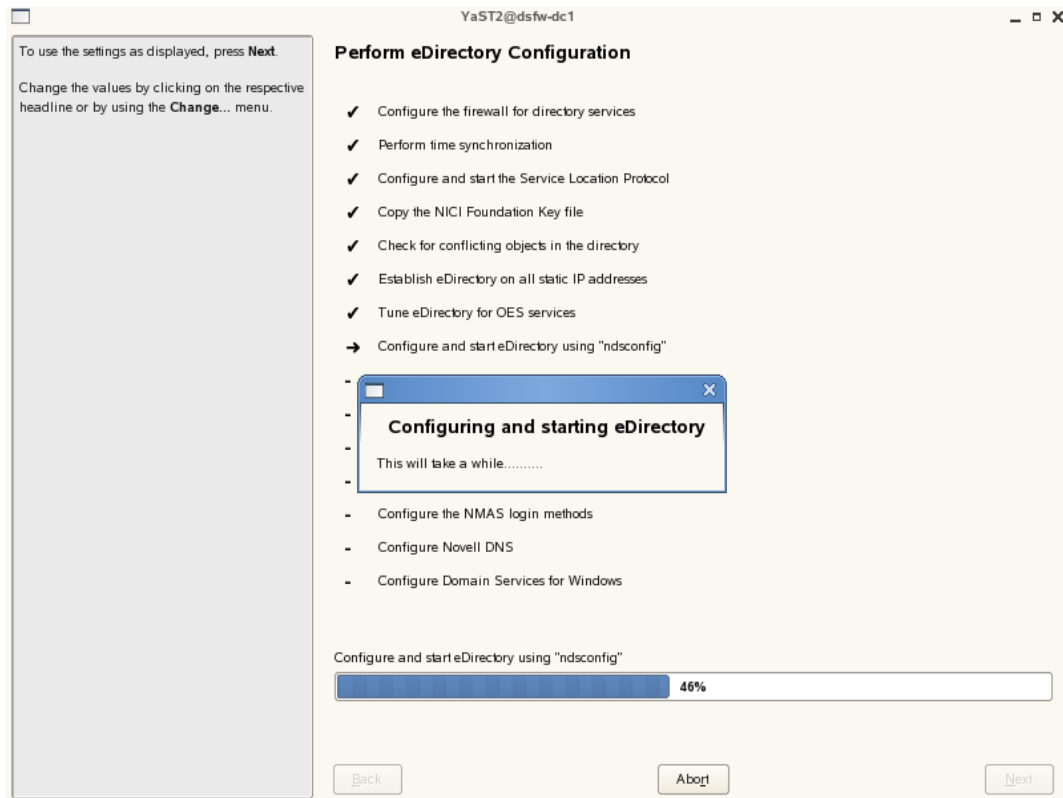 YaST2@dsfw-dc1
To use the settings as displayed, press Next.
Change the values by clicking on the respective
headline or by using the Change... menu.
Perform eDirectory Configuration
✔ Configure the firewall for directory services
✔ Perform time synchronization
✔ Configure and start the Service Location Protocol
✔ Copy the NICI Foundation Key file
✔ Check for conflicting objects in the directory
✔ Establish eDirectory on all static IP addresses
✔ Tune eDirectory for OES services
➔ Configure and start eDirectory using "ndsconfig"
-
-
-
-
Configuring and starting eDirectory
This will take a while..........
- Configure the NMAS login methods
- Configure Novell DNS
- Configure Domain Services for Windows
Configure and start eDirectory using "ndsconfig"
46%
Back
Abort
Next